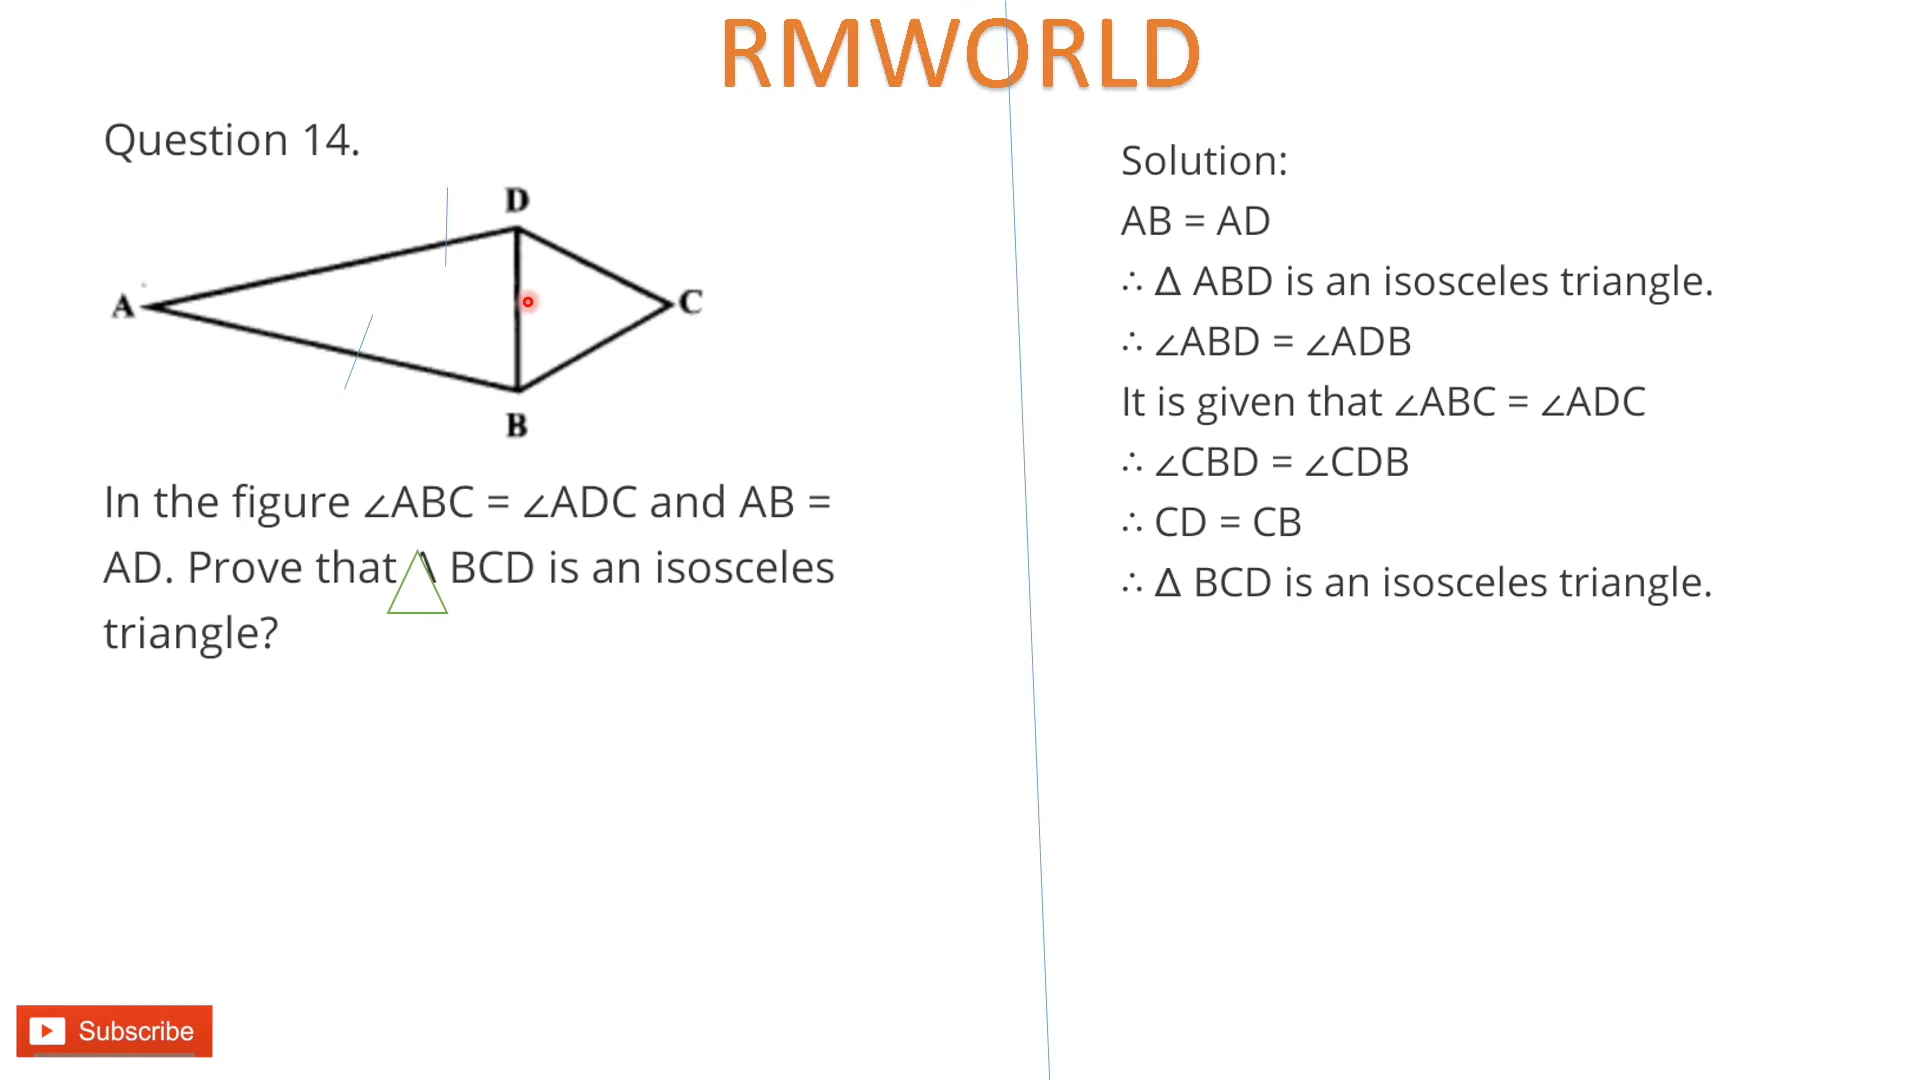 RMWORLD
Question 14.
D
A
C
B
In the figure ∠ABC = ∠ADC and AB =
AD. Prove that Δ BCD is an isosceles
triangle?
Solution:
AB = AD
∴ Δ ABD is an isosceles triangle.
∴ ∠ABD = ∠ADB
It is given that ∠ABC = ∠ADC
∴ ∠CBD = ∠CDB
∴ CD = CB
∴ Δ BCD is an isosceles triangle.
Subscribe